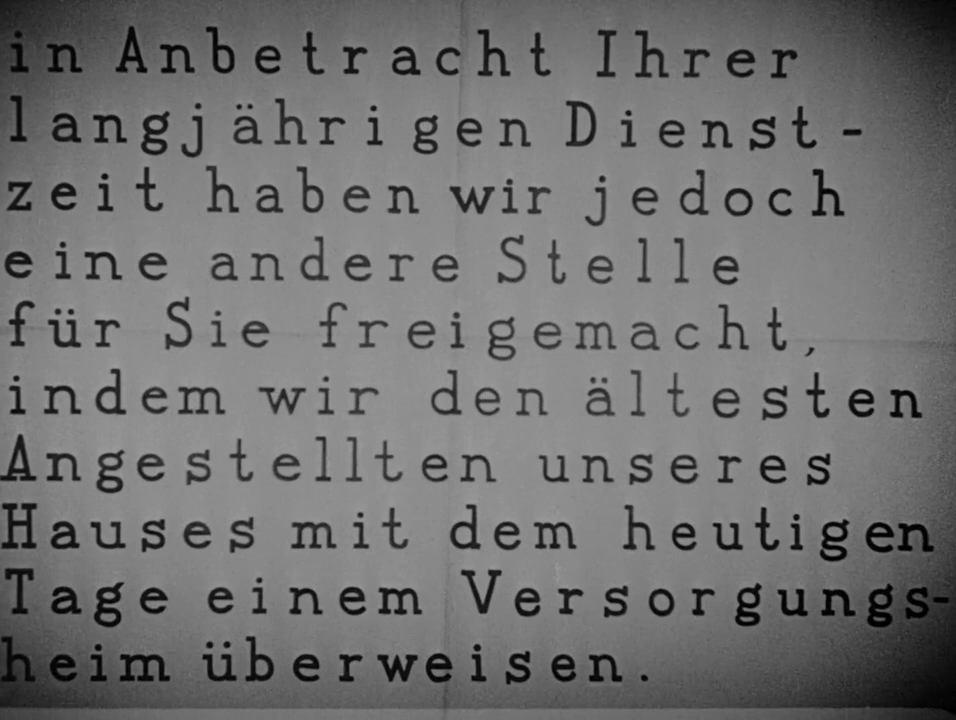 in Anbetracht Ihrer
langjährigen Dienst-
zeit haben wir jedoch
eine andere Stelle
für Sie freigemacht,
indem wir den ältesten
Angestellten unseres
Hauses mit dem heutigen
Tage einem Versorgungs-
heim überweisen.